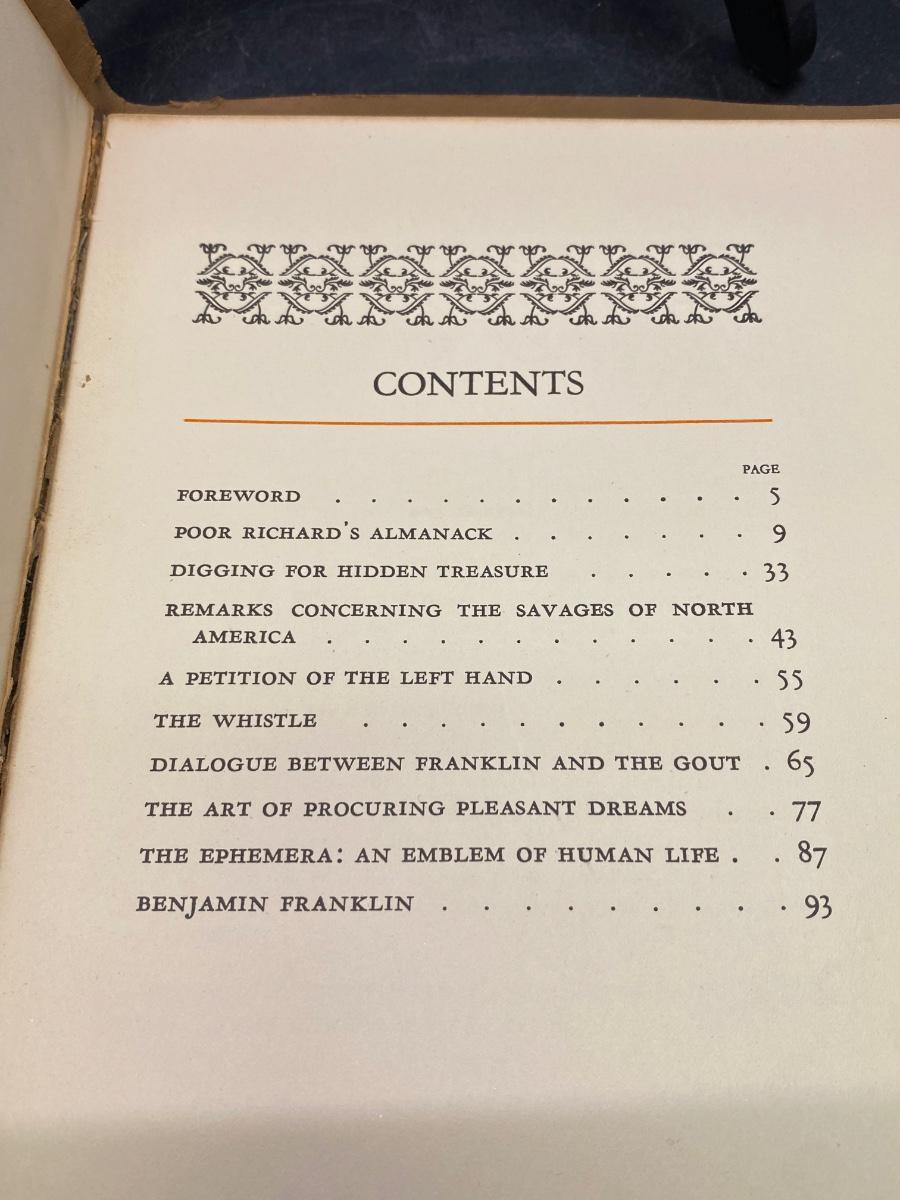 CONTENTS
PAGE
FOREWORD . . . . . . . . . . . . 5
POOR RICHARD'S ALMANACK . . . . . . . 9
DIGGING FOR HIDDEN TREASURE . . . . . 33
REMARKS CONCERNING THE SAVAGES OF NORTH
AMERICA . . . . . . . . . . . . 43
A PETITION OF THE LEFT HAND . . . . . . 55
THE WHISTLE . . . . . . . . . . . 59
DIALOGUE BETWEEN FRANKLIN AND THE GOUT . 65
THE ART OF PROCURING PLEASANT DREAMS . . 77
THE EPHEMERA: AN EMBLEM OF HUMAN LIFE . . 87
BENJAMIN FRANKLIN . . . . . . . . . 93